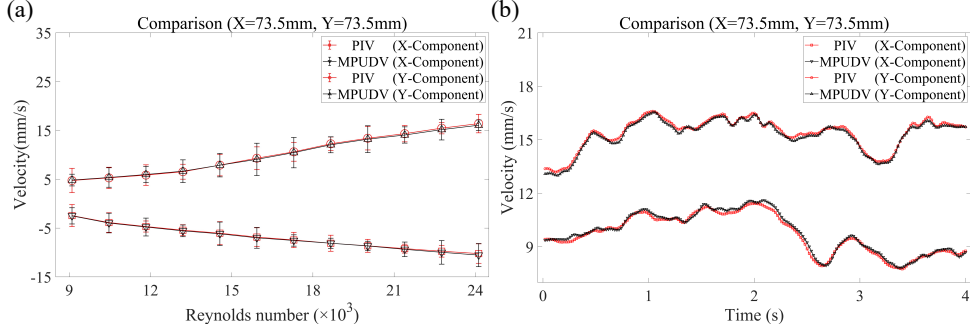 (a)
Comparison (X=73.5mm, Y=73.5mm)
PIV (X-Component)
MPUDV (X-Component)
PIV (Y-Component)
MPUDV (Y-Component)
Velocity(mm/s)
35
25
15
5
-5
-15
9
12
15
18
21
24
Reynolds number (×10³)
(b)
Comparison (X=73.5mm, Y=73.5mm)
PIV (X-Component)
MPUDV (X-Component)
PIV (Y-Component)
MPUDV (Y-Component)
Velocity (mm/s)
21
18
15
12
9
0
1
2
3
4
Time (s)